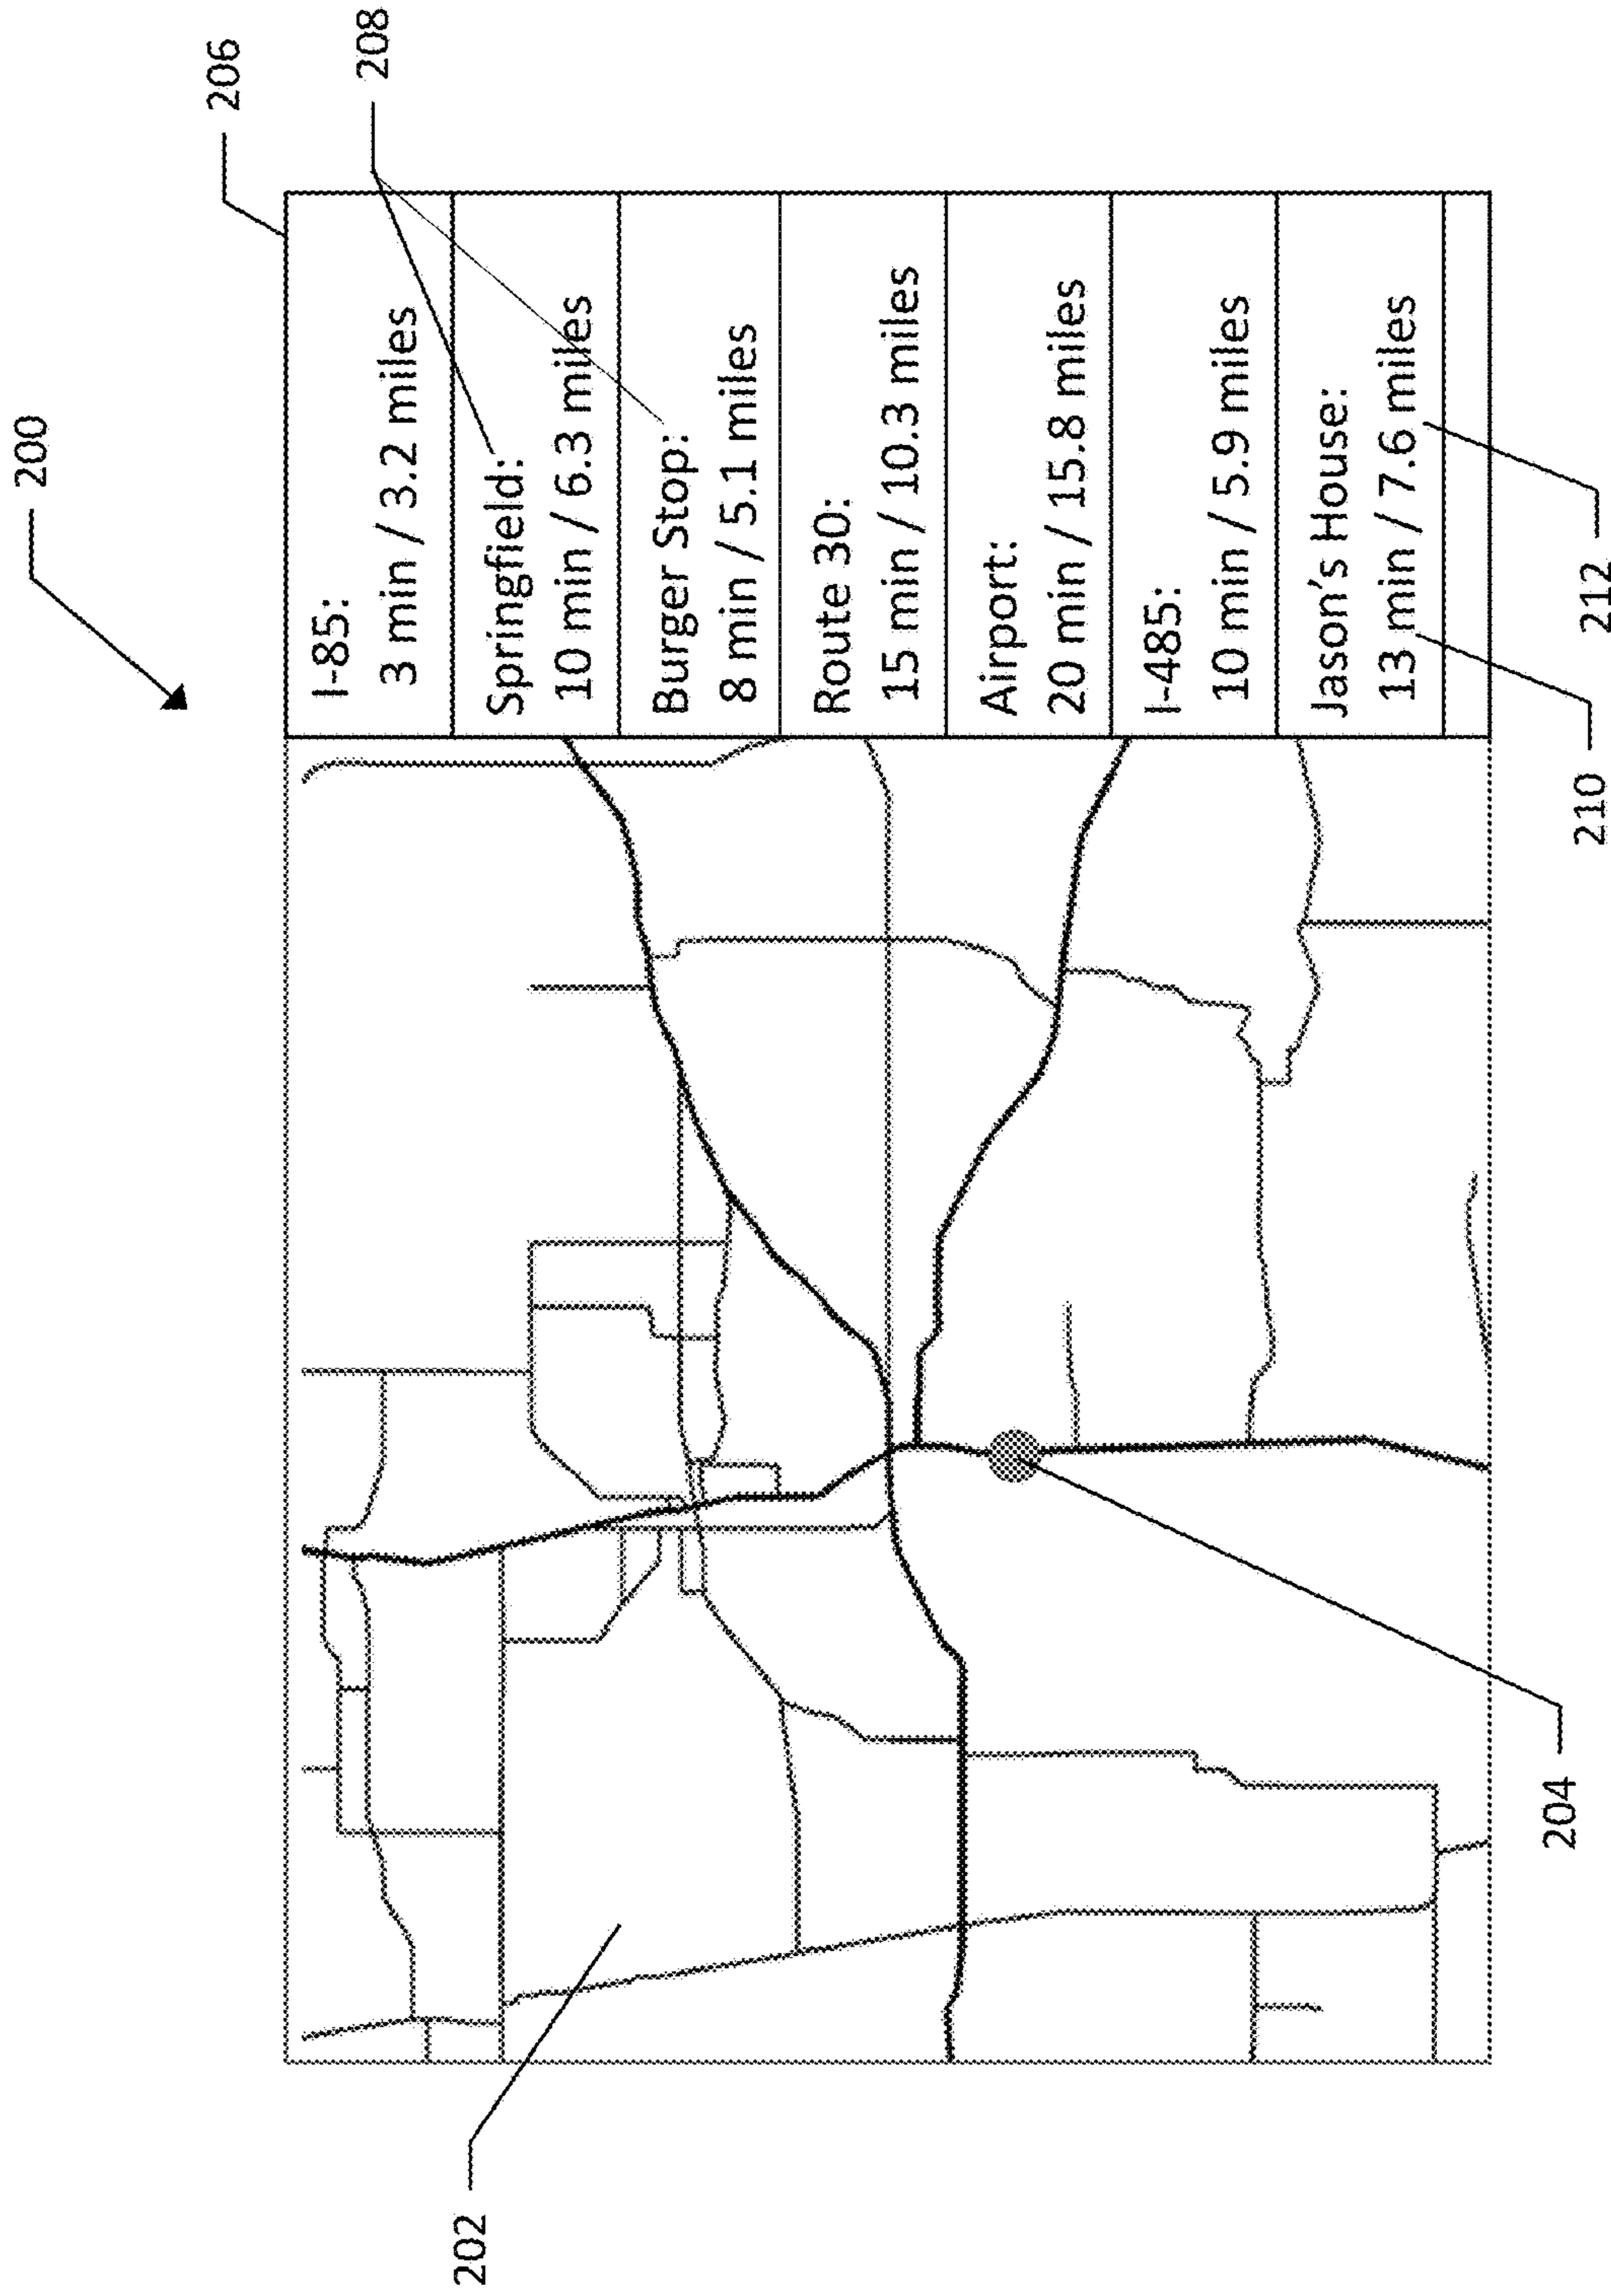 200
206
208
I-85:
3 min / 3.2 miles
Springfield:
10 min / 6.3 miles
Burger Stop:
8 min / 5.1 miles
Route 30:
15 min / 10.3 miles
Airport:
20 min / 15.8 miles
I-485:
10 min / 5.9 miles
Jason's House:
13 min / 7.6 miles
202
204
210
212